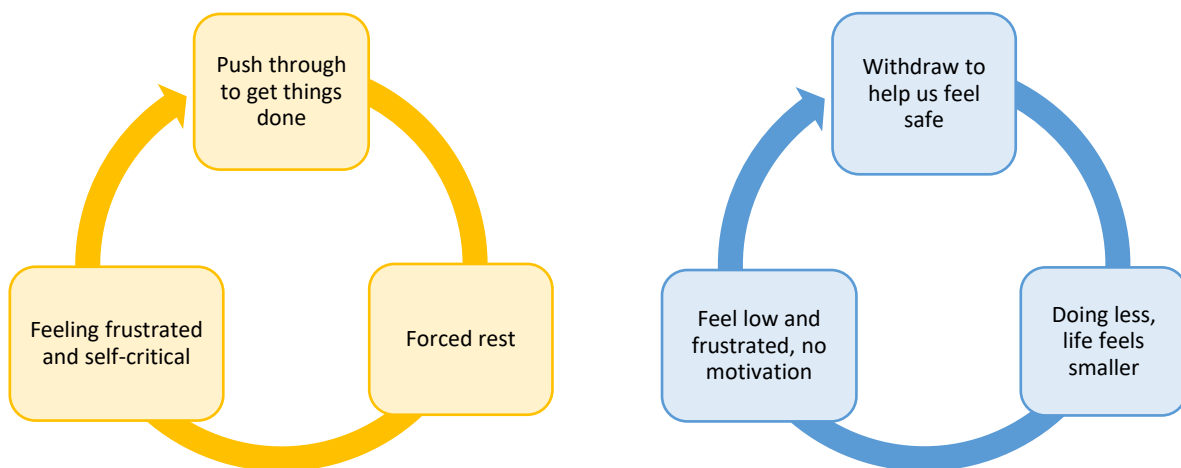 Push through
to get things
done
Forced rest
Feeling frustrated
and self-critical
Withdraw to
help us feel
safe
Doing less,
life feels
smaller
Feel low and
frustrated, no
motivation